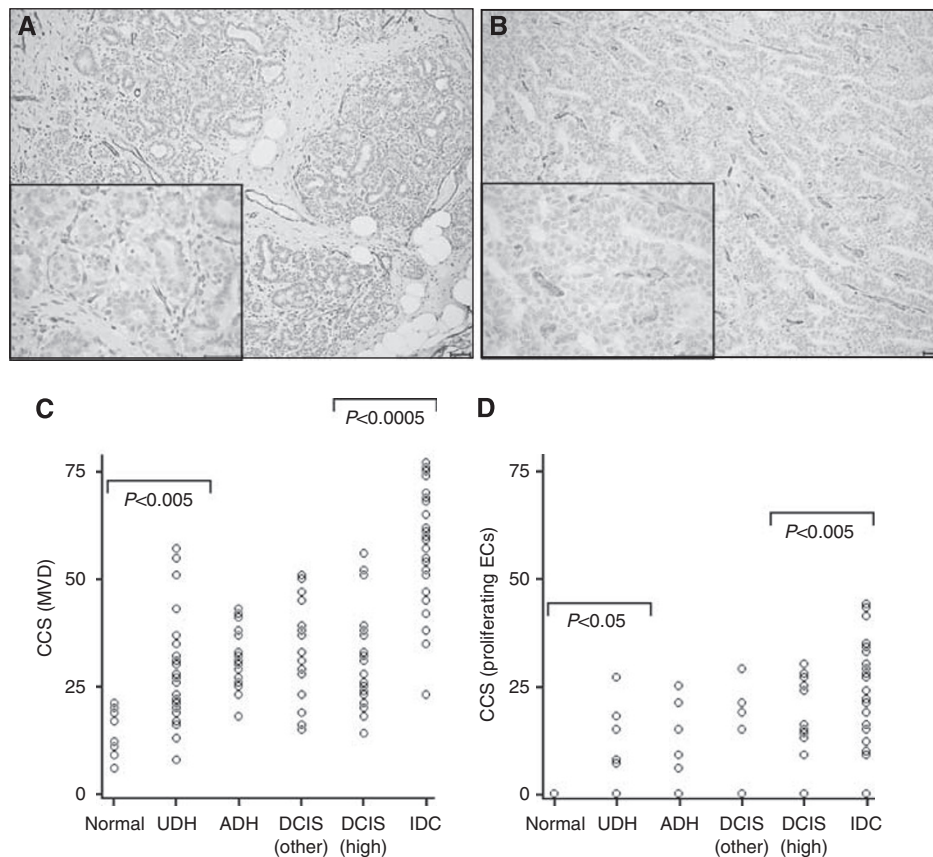 A
B
C
P<0.0005
75
P<0.005
50
CCS (MVD)
25
0
Normal UDH ADH DCIS (other) DCIS (high) IDC
D
75
P<0.005
50
P<0.05
CCS (proliferating ECs)
25
0
Normal UDH ADH DCIS (other) DCIS (high) IDC